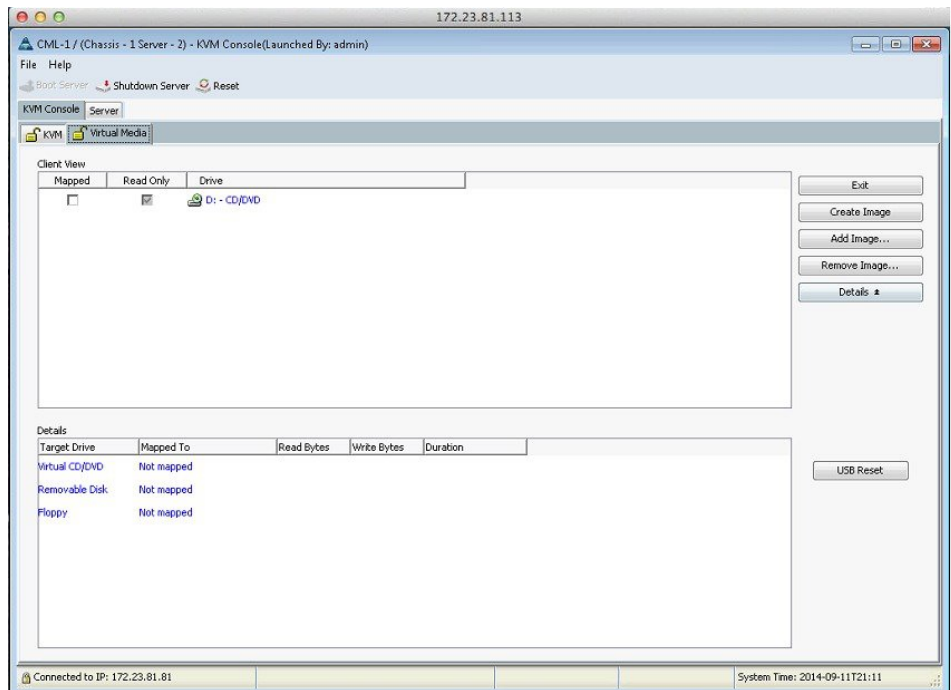 172.23.81.113
CML-1 / (Chassis - 1 Server - 2) - KVM Console(Launched By: admin)
File Help
Boot Server Shutdown Server Reset
KVM Console Server
KVM Virtual Media
Client View
Mapped Read Only Drive
D: - CD/DVD
Exit
Create Image
Add Image...
Remove Image...
Details
Details
Target Drive Mapped To Read Bytes Write Bytes Duration
Virtual CD/DVD Not mapped
Removable Disk Not mapped
Floppy Not mapped
USB Reset
Connected to IP: 172.23.81.81 System Time: 2014-09-11T21:11